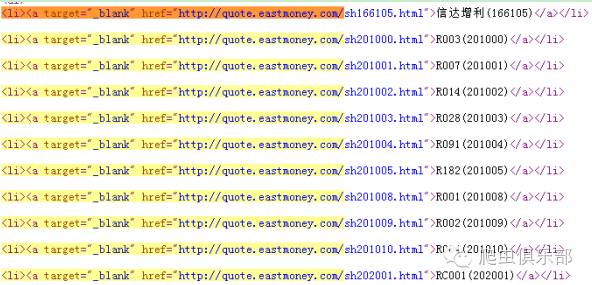 <li><a target="_blank" href="http://quote.eastmoney.com/sh166105.html">信达增利(166105)</a></li>
<li><a target="_blank" href="http://quote.eastmoney.com/sh201000.html">R003(201000)</a></li>
<li><a target="_blank" href="http://quote.eastmoney.com/sh201001.html">R007(201001)</a></li>
<li><a target="_blank" href="http://quote.eastmoney.com/sh201002.html">R014(201002)</a></li>
<li><a target="_blank" href="http://quote.eastmoney.com/sh201003.html">R028(201003)</a></li>
<li><a target="_blank" href="http://quote.eastmoney.com/sh201004.html">R091(201004)</a></li>
<li><a target="_blank" href="http://quote.eastmoney.com/sh201005.html">R182(201005)</a></li>
<li><a target="_blank" href="http://quote.eastmoney.com/sh201008.html">R001(201008)</a></li>
<li><a target="_blank" href="http://quote.eastmoney.com/sh201009.html">R002(201009)</a></li>
<li><a target="_blank" href="http://quote.eastmoney.com/sh201010.html">(201010)</a></li>
<li><a target="_blank" href="http://quote.eastmoney.com/sh202001.html">RC001(202001)</a></li>
爬虫俱乐部